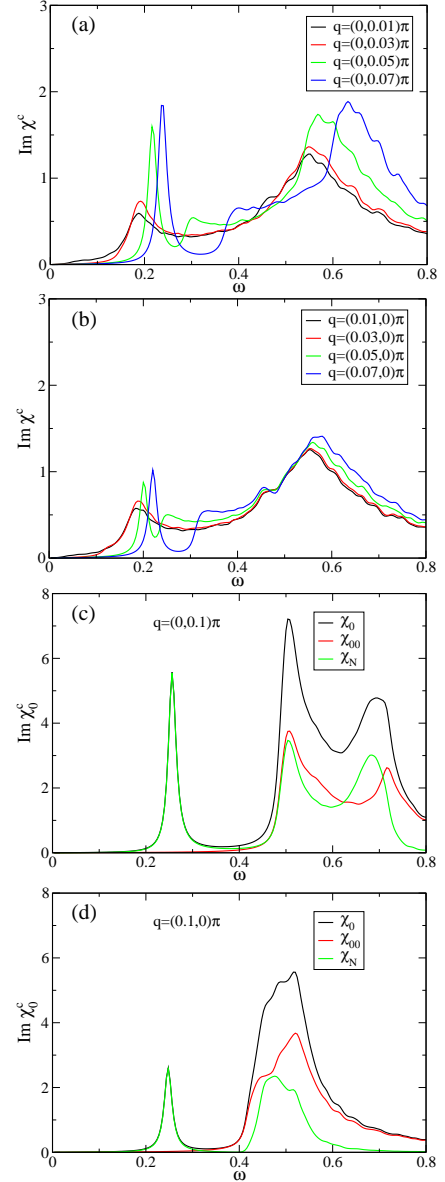 (a)
q=(0,0.01)π
q=(0,0.03)π
q=(0,0.05)π
q=(0,0.07)π
Im χ^c
3
2
1
0
0 0.2 0.4 0.6 0.8
ω
(b)
q=(0.01,0)π
q=(0.03,0)π
q=(0.05,0)π
q=(0.07,0)π
Im χ^c
3
2
1
0
0 0.2 0.4 0.6 0.8
ω
(c)
q=(0,0.1)π
χ_0
χ_00
χ_N
Im χ_0^c
8
6
4
2
0
0 0.2 0.4 0.6 0.8
ω
(d)
q=(0.1,0)π
χ_0
χ_00
χ_N
Im χ_0^c
8
6
4
2
0
0 0.2 0.4 0.6 0.8
ω